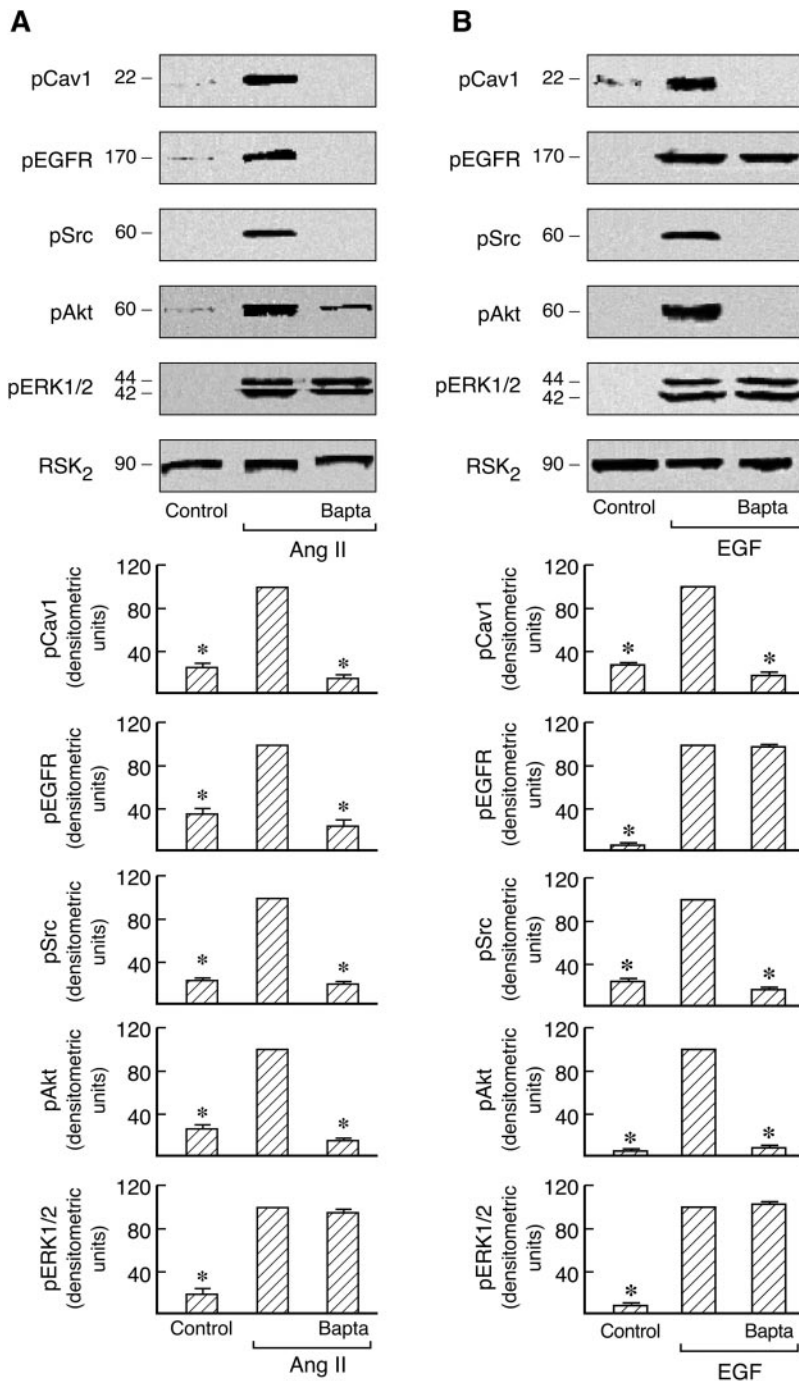 A
pCav1 22
pEGFR 170
pSrc 60
pAkt 60
pERK1/2 44
42
RSK2 90
Control Bapta
Ang II
pCav1
(densitometric
units)
120
80
40
* *
pEGFR
(densitometric
units)
120
80
40
* *
pSrc
(densitometric
units)
120
80
40
* *
pAkt
(densitometric
units)
120
80
40
* *
pERK1/2
(densitometric
units)
120
80
40
*
Control Bapta
Ang II
B
pCav1 22
pEGFR 170
pSrc 60
pAkt 60
pERK1/2 44
42
RSK2 90
Control Bapta
EGF
pCav1
(densitometric
units)
120
80
40
* *
pEGFR
(densitometric
units)
120
80
40
*
pSrc
(densitometric
units)
120
80
40
* *
pAkt
(densitometric
units)
120
80
40
* *
pERK1/2
(densitometric
units)
120
80
40
*
Control Bapta
EGF